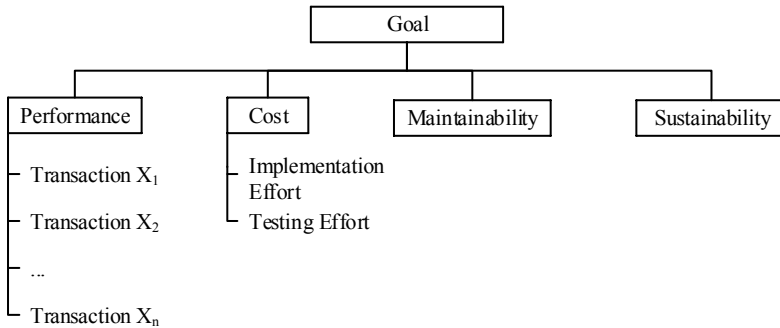 Goal
Performance
Cost
Maintainability
Sustainability
Transaction X₁
Transaction X₂
...
Transaction Xₙ
Implementation
Effort
Testing Effort